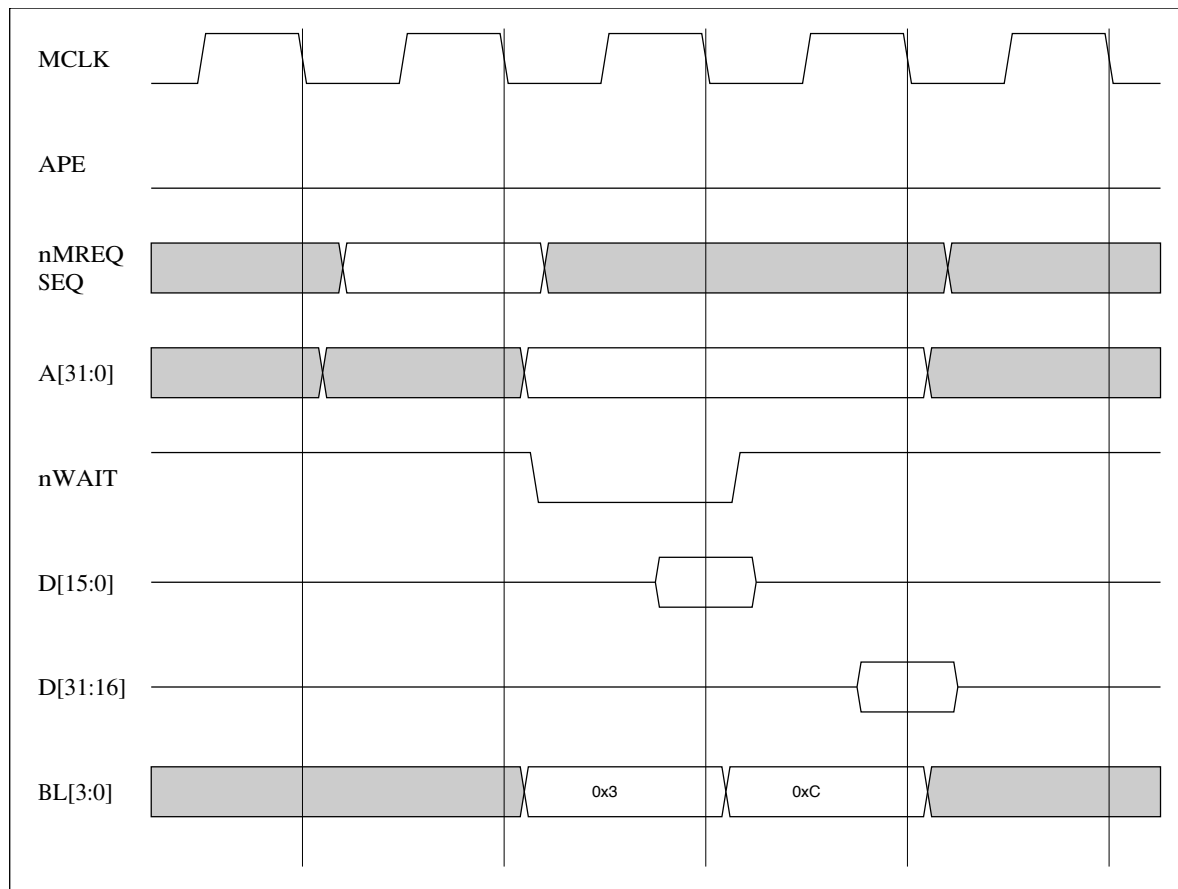 MCLK
APE
nMREQ
SEQ
A[31:0]
nWAIT
D[15:0]
D[31:16]
BL[3:0]
0x3
0xC